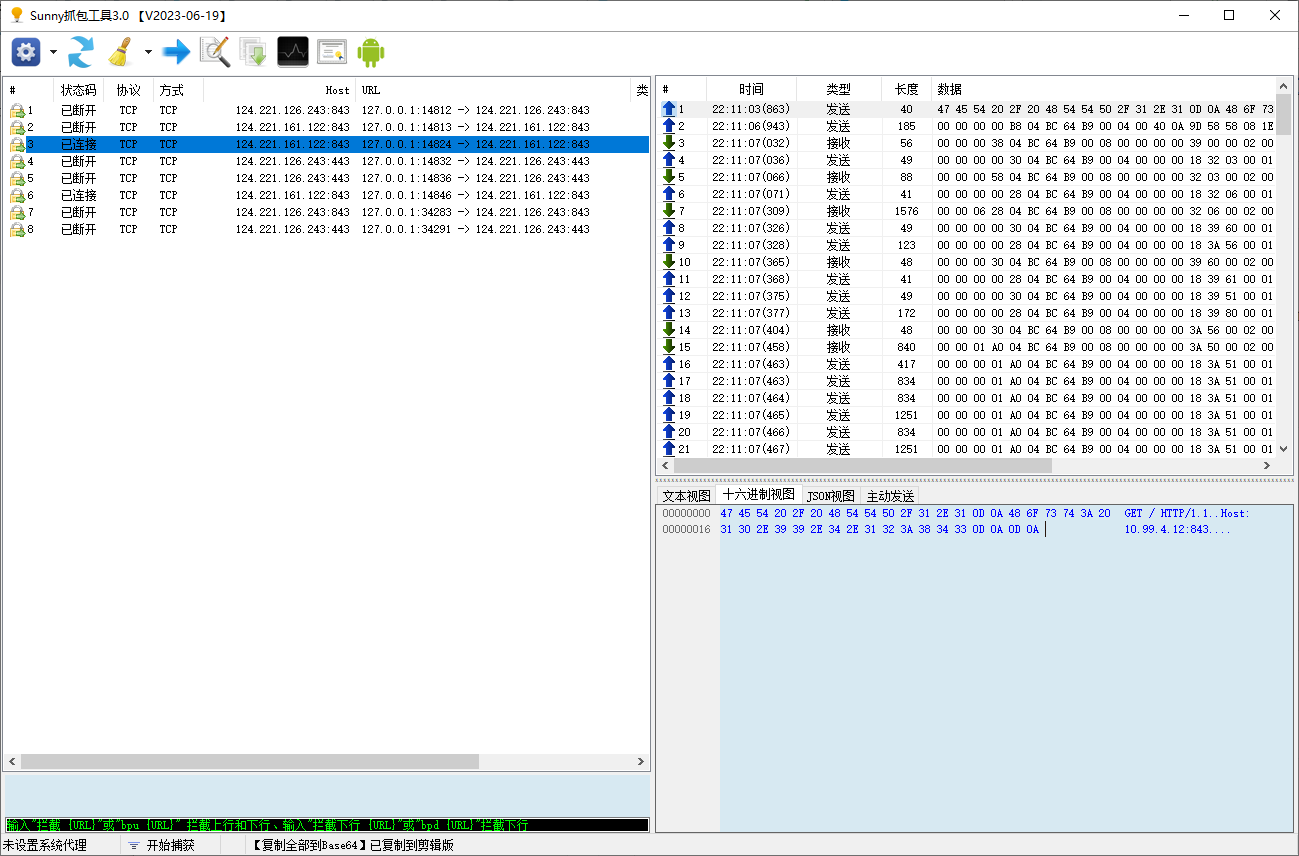 Sunny抓包工具3.0 【V2023-06-19】
# 状态码 协议 方式 Host URL 类
1 已断开 TCP TCP 124.221.126.243:843 127.0.0.1:14812 -> 124.221.126.243:843
2 已断开 TCP TCP 124.221.161.122:843 127.0.0.1:14813 -> 124.221.161.122:843
3 已连接 TCP TCP 124.221.161.122:843 127.0.0.1:14824 -> 124.221.161.122:843
4 已断开 TCP TCP 124.221.126.243:443 127.0.0.1:14832 -> 124.221.126.243:443
5 已断开 TCP TCP 124.221.126.243:443 127.0.0.1:14836 -> 124.221.126.243:443
6 已连接 TCP TCP 124.221.161.122:843 127.0.0.1:14846 -> 124.221.161.122:843
7 已断开 TCP TCP 124.221.126.243:843 127.0.0.1:34283 -> 124.221.126.243:843
8 已断开 TCP TCP 124.221.126.243:443 127.0.0.1:34291 -> 124.221.126.243:443
# 时间 类型 长度 数据
1 22:11:03(863) 发送 40 47 45 54 20 2F 20 48 54 54 50 2F 31 2E 31 0D 0A 48 6F 73
2 22:11:06(943) 发送 185 00 00 00 00 B8 04 BC 64 B9 00 04 00 40 0A 9D 58 58 08 1E
3 22:11:07(032) 接收 56 00 00 00 38 04 BC 64 B9 00 08 00 00 00 00 39 00 00 02 00
4 22:11:07(036) 发送 49 00 00 00 00 30 04 BC 64 B9 00 04 00 00 00 18 32 03 00 01
5 22:11:07(066) 接收 88 00 00 00 58 04 BC 64 B9 00 08 00 00 00 00 32 03 00 02 00
6 22:11:07(071) 发送 41 00 00 00 00 28 04 BC 64 B9 00 04 00 00 00 18 32 06 00 01
7 22:11:07(309) 接收 1576 00 00 06 28 04 BC 64 B9 00 08 00 00 00 00 32 06 00 02 00
8 22:11:07(326) 发送 49 00 00 00 00 30 04 BC 64 B9 00 04 00 00 00 18 39 60 00 01
9 22:11:07(328) 发送 123 00 00 00 00 28 04 BC 64 B9 00 04 00 00 00 18 3A 56 00 01
10 22:11:07(365) 接收 48 00 00 00 30 04 BC 64 B9 00 08 00 00 00 00 39 60 00 02 00
11 22:11:07(368) 发送 41 00 00 00 00 28 04 BC 64 B9 00 04 00 00 00 18 39 61 00 01
12 22:11:07(375) 发送 49 00 00 00 00 30 04 BC 64 B9 00 04 00 00 00 18 39 51 00 01
13 22:11:07(377) 发送 172 00 00 00 00 28 04 BC 64 B9 00 04 00 00 00 18 39 80 00 01
14 22:11:07(404) 接收 48 00 00 00 30 04 BC 64 B9 00 08 00 00 00 00 3A 56 00 02 00
15 22:11:07(458) 接收 840 00 00 01 A0 04 BC 64 B9 00 08 00 00 00 00 3A 50 00 02 00
16 22:11:07(463) 发送 417 00 00 00 01 A0 04 BC 64 B9 00 04 00 00 00 18 3A 51 00 01
17 22:11:07(463) 发送 834 00 00 00 01 A0 04 BC 64 B9 00 04 00 00 00 18 3A 51 00 01
18 22:11:07(464) 发送 834 00 00 00 01 A0 04 BC 64 B9 00 04 00 00 00 18 3A 51 00 01
19 22:11:07(465) 发送 1251 00 00 00 01 A0 04 BC 64 B9 00 04 00 00 00 18 3A 51 00 01
20 22:11:07(466) 发送 834 00 00 00 01 A0 04 BC 64 B9 00 04 00 00 00 18 3A 51 00 01
21 22:11:07(467) 发送 1251 00 00 00 01 A0 04 BC 64 B9 00 04 00 00 00 18 3A 51 00 01
文本视图 十六进制视图 JSON视图 主动发送
00000000 47 45 54 20 2F 20 48 54 54 50 2F 31 2E 31 0D 0A 48 6F 73 74 3A 20 GET / HTTP/1.1..Host:
00000016 31 30 2E 39 39 2E 34 2E 31 32 3A 38 34 33 0D 0A 0D 0A 10.99.4.12:843....
输入"拦截 {URL}"或"bpu {URL}" 拦截上行和下行、输入"拦截下行 {URL}"或"bpd {URL}"拦截下行
未设置系统代理 开始捕获 【复制全部到Base64】已复制到剪辑版